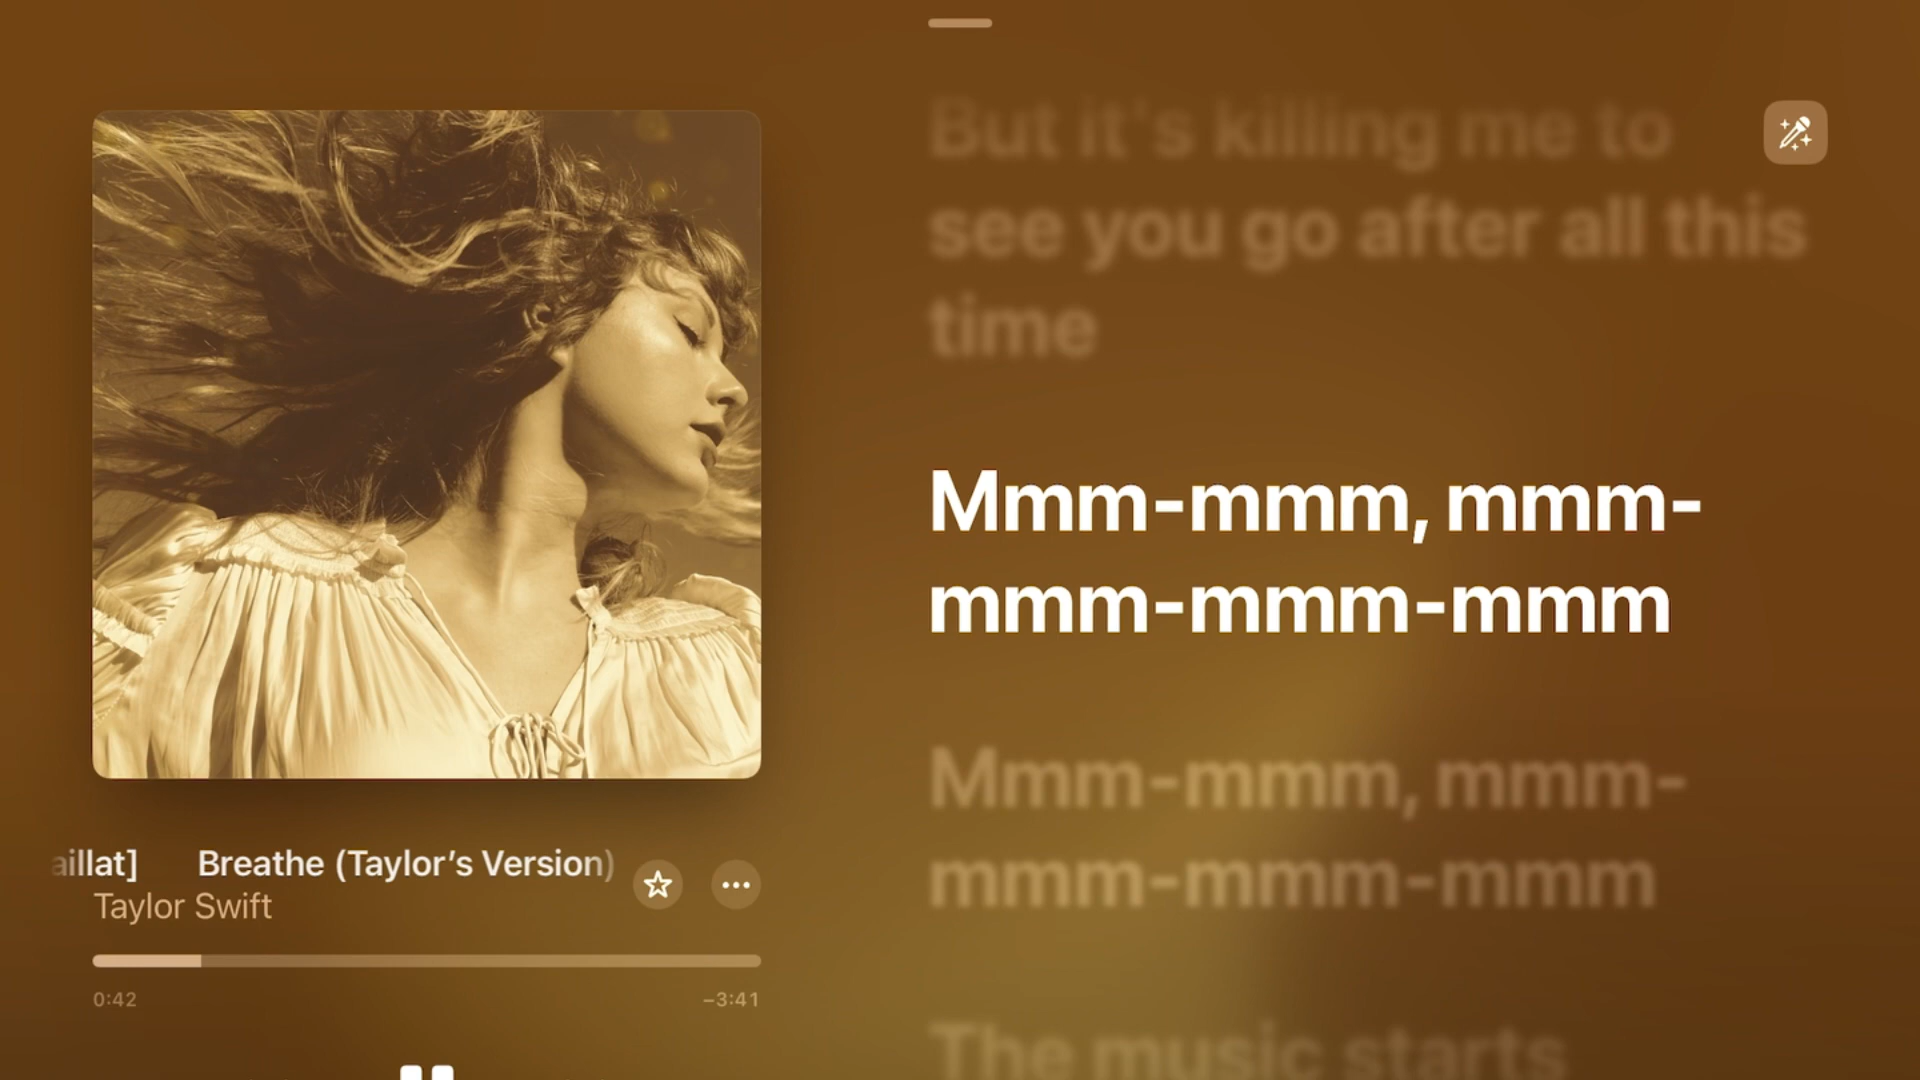 But it's killing me to
see you go after all this
time
Mmm-mmm, mmm-
mmm-mmm-mmm
Mmm-mmm, mmm-
mmm-mmm-mmm
The music starts
aillat] Breathe (Taylor’s Version)
Taylor Swift
0:42 −3:41